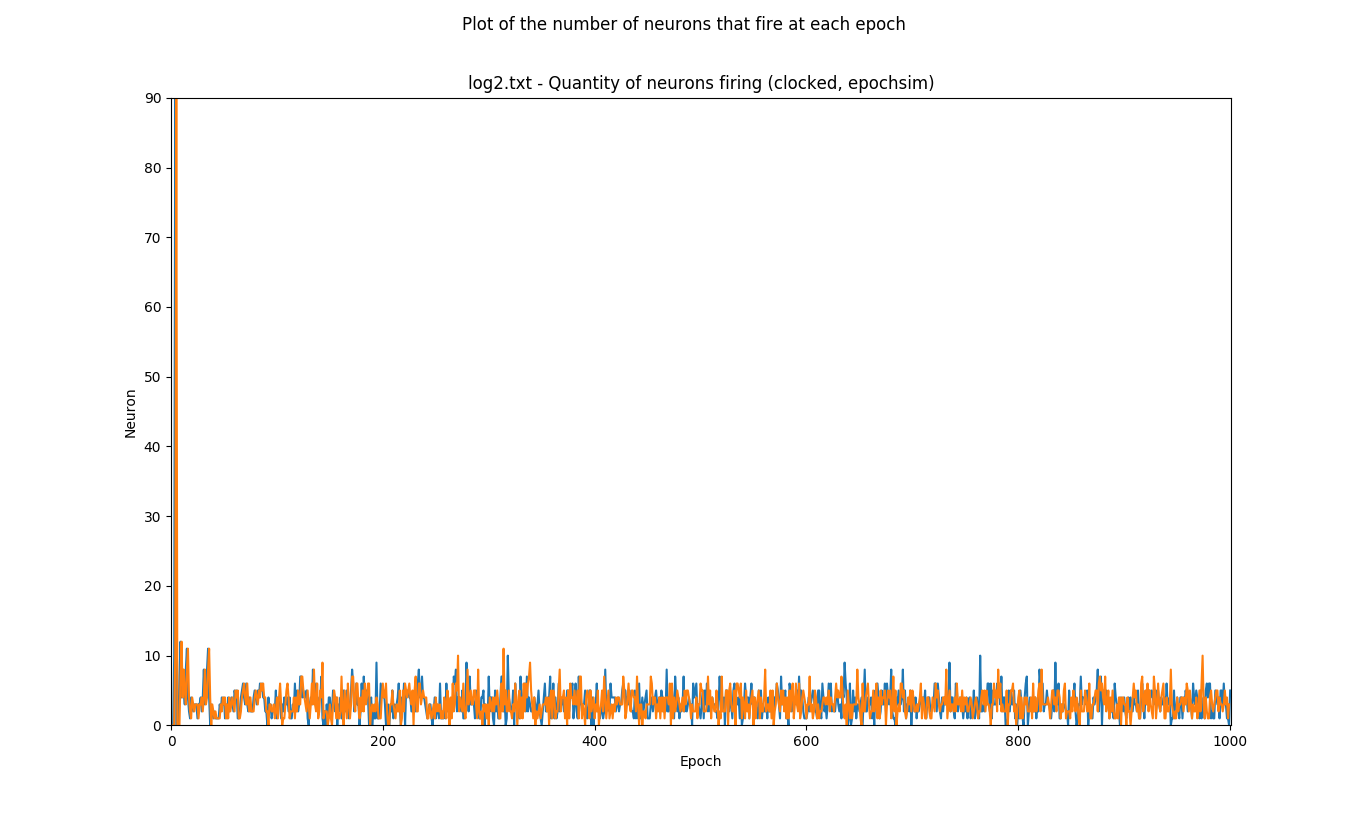 Plot of the number of neurons that fire at each epoch
log2.txt - Quantity of neurons firing (clocked, epochsim)
90
80
70
60
50
40
30
20
10
0
Neuron
0 200 400 600 800 1000
Epoch